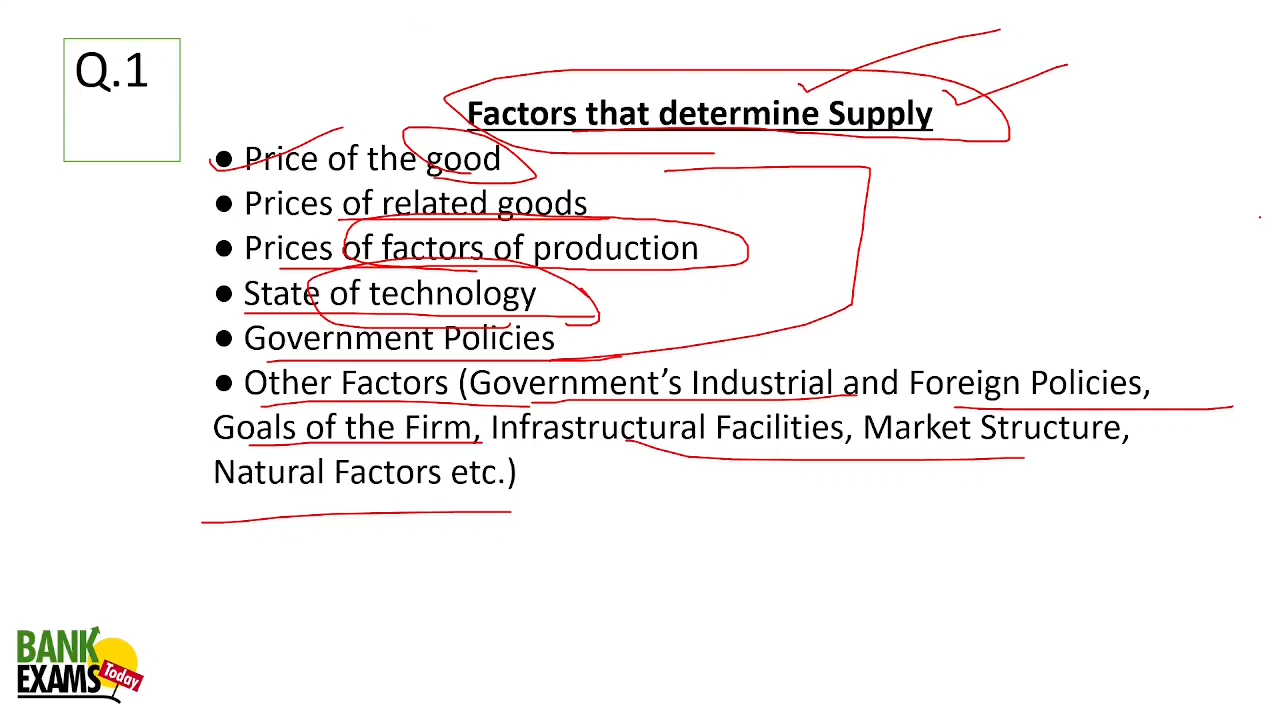 Q.1
Factors that determine Supply
● Price of the good
● Prices of related goods
● Prices of factors of production
● State of technology
● Government Policies
● Other Factors (Government’s Industrial and Foreign Policies,
Goals of the Firm, Infrastructural Facilities, Market Structure,
Natural Factors etc.)
BANK
EXAMS
Today